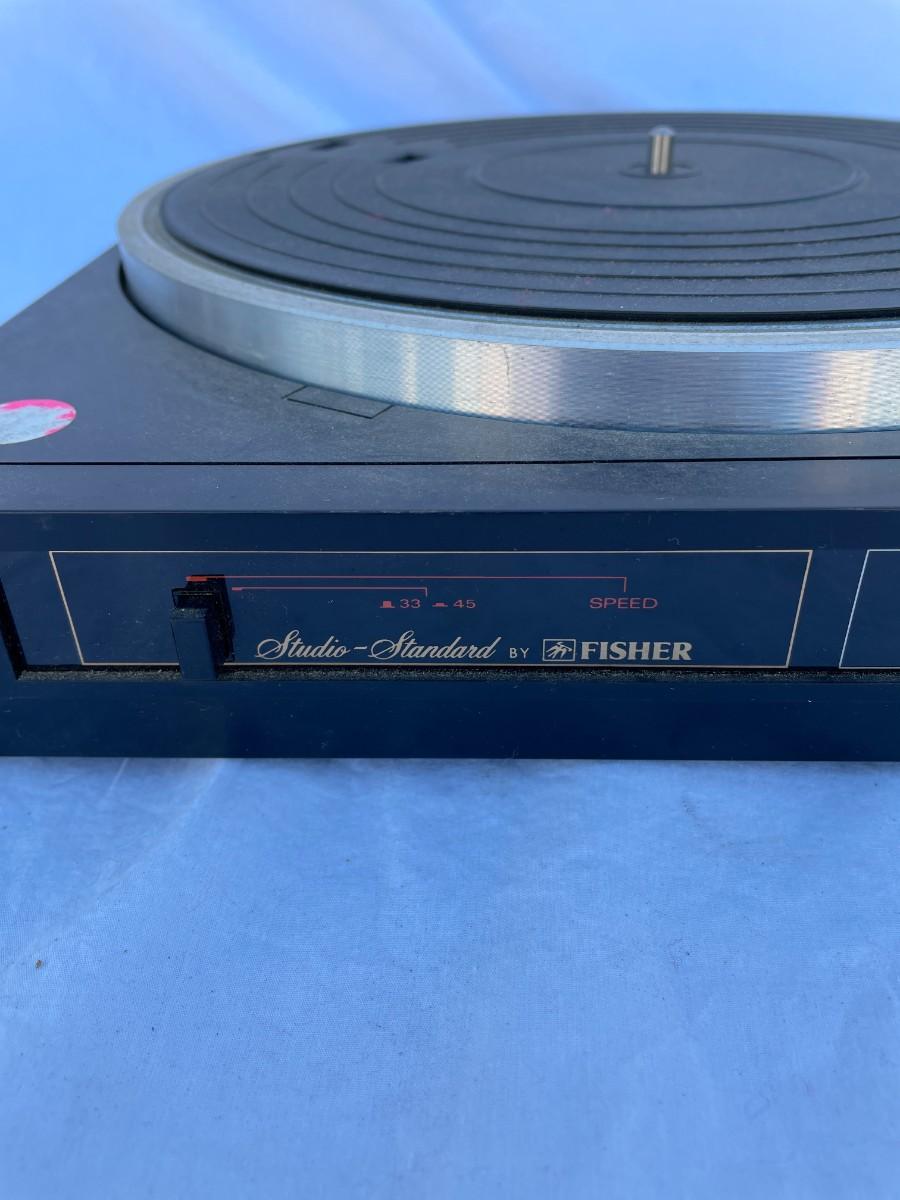 33 45 SPEED
Studio-Standard BY FISHER